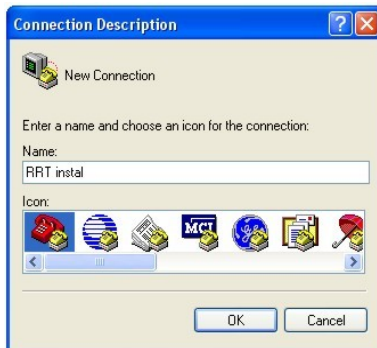 Connection Description
New Connection
Enter a name and choose an icon for the connection:
Name:
RRT instal
Icon:
MCI
OK
Cancel